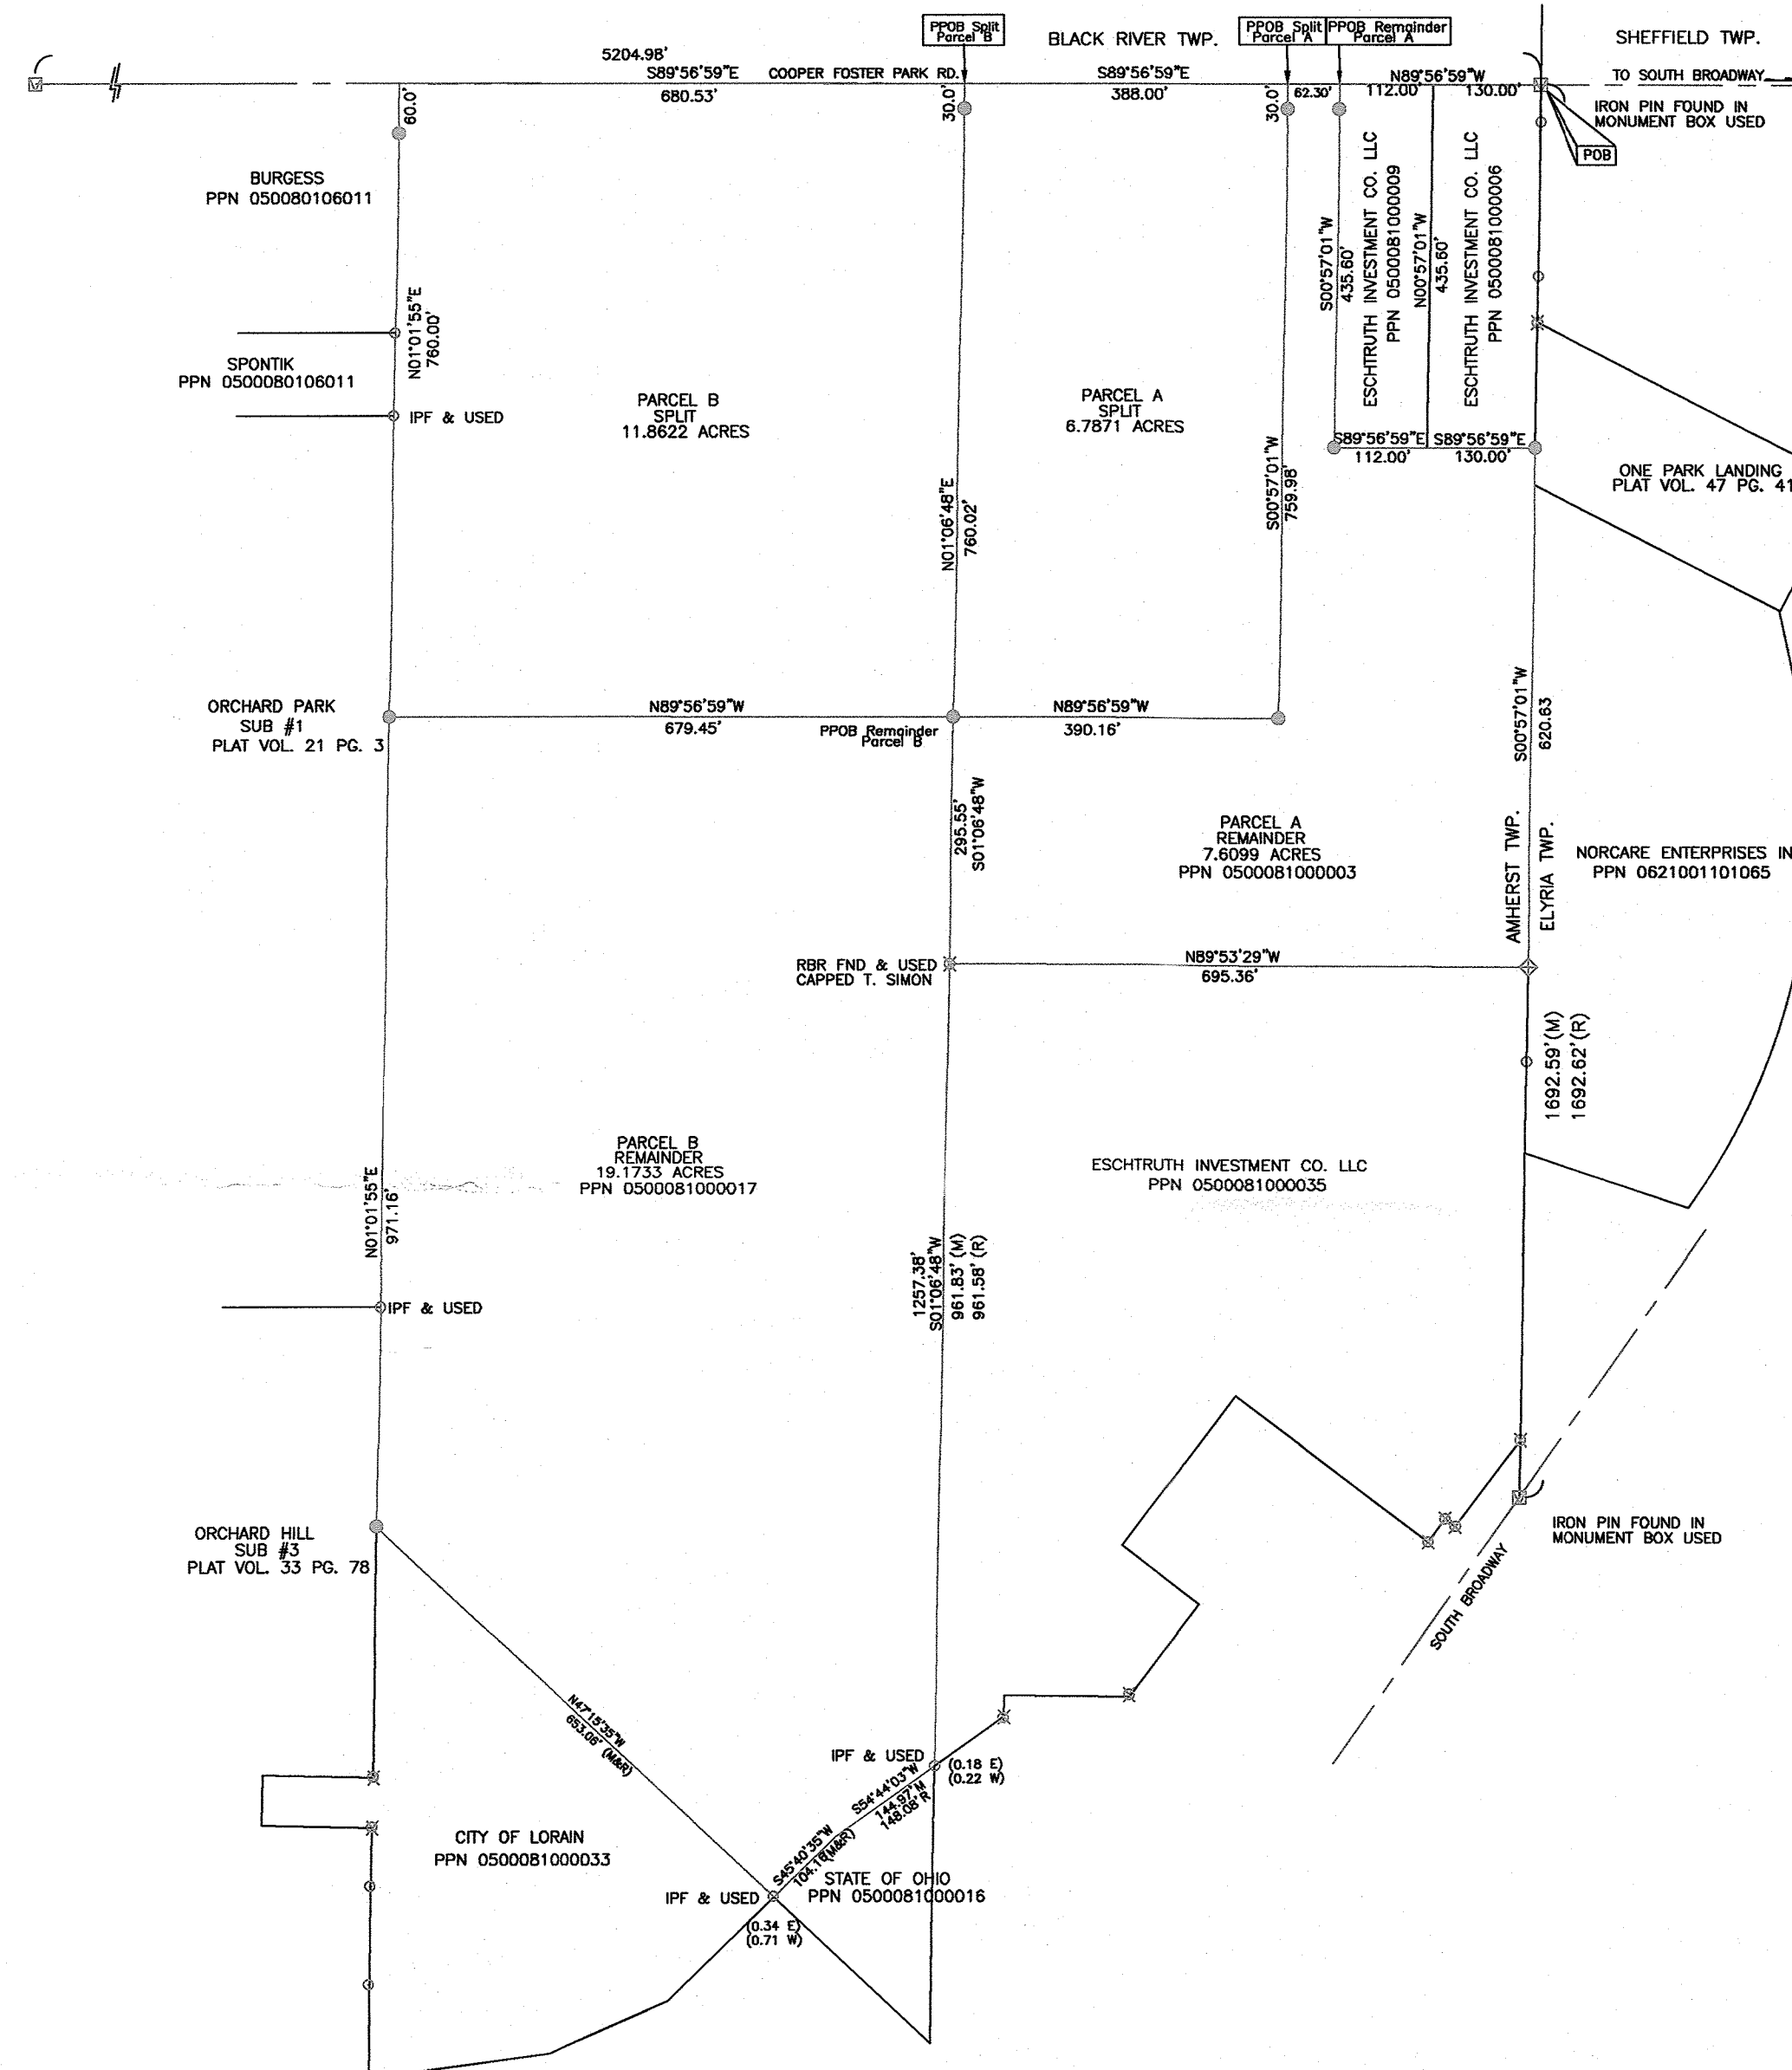 PPOB Split
Parcel B
BLACK RIVER TWP.
PPOB Split
Parcel A
PPOB Remainder
Parcel A
SHEFFIELD TWP.
5204.98'
S89°56'59"E
680.53'
COOPER FOSTER PARK RD.
S89°56'59"E
388.00'
62.30'
N89°56'59"W
112.00'
130.00'
TO SOUTH BROADWAY
IRON PIN FOUND IN
MONUMENT BOX USED
POB
60.0'
30.0'
30.0'
BURGESS
PPN 050080106011
N01°01'55"E
760.00'
SPONTIK
PPN 0500080106011
IPF & USED
PARCEL B
SPLIT
11.8622 ACRES
PARCEL A
SPLIT
6.7871 ACRES
S00°57'01"W
435.60'
ESCHTRUTH INVESTMENT CO. LLC
PPN 0500081000009
N00°57'01"W
435.60'
ESCHTRUTH INVESTMENT CO. LLC
PPN 0500081000006
S89°56'59"E
112.00'
S89°56'59"E
130.00'
ONE PARK LANDING
PLAT VOL. 47 PG. 41
N01°06'48"E
760.02'
S00°57'01"W
759.98'
ORCHARD PARK
SUB #1
PLAT VOL. 21 PG. 3
N89°56'59"W
679.45'
PPOB Remainder
Parcel B
N89°56'59"W
390.16'
S00°57'01"W
620.63
295.55'
S01°06'48"W
PARCEL A
REMAINDER
7.6099 ACRES
PPN 0500081000003
AMHERST TWP.
ELYRIA TWP.
NORCARE ENTERPRISES IN
PPN 0621001101065
RBR FND & USED
CAPPED T. SIMON
N89°53'29"W
695.36'
1692.59'(M)
1692.62'(R)
PARCEL B
REMAINDER
19.1733 ACRES
PPN 0500081000017
ESCHTRUTH INVESTMENT CO. LLC
PPN 0500081000035
N01°01'55"E
971.16'
1257.38'
S01°06'48"W
961.83' (M)
961.58' (R)
IPF & USED
ORCHARD HILL
SUB #3
PLAT VOL. 33 PG. 78
IRON PIN FOUND IN
MONUMENT BOX USED
SOUTH BROADWAY
N47°15'35"W
653.06' (M&R)
IPF & USED
(0.18 E)
(0.22 W)
S54°44'03"W
144.97'M
148.08'R
S45°40'35"W
104.16'(M&R)
CITY OF LORAIN
PPN 0500081000033
STATE OF OHIO
PPN 0500081000016
IPF & USED
(0.34 E)
(0.71 W)